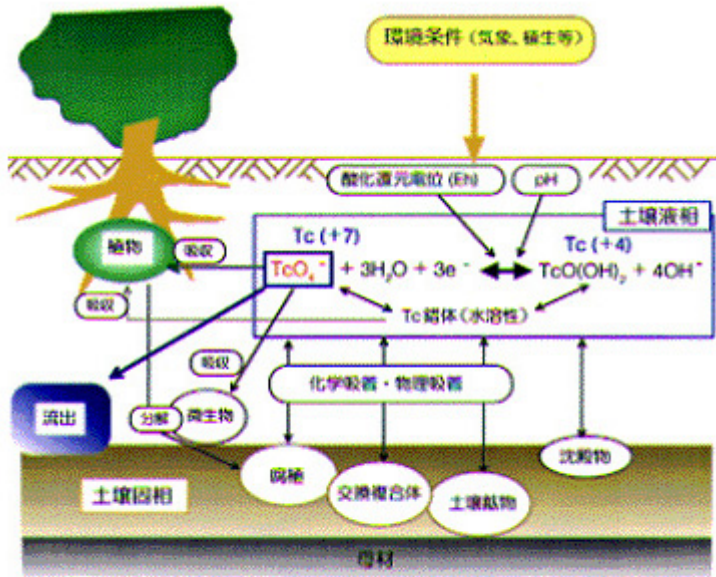 環境条件（気象、植生等）
酸化還元電位 (Eh)
pH
土壌液相
Tc (+7)
Tc (+4)
植物
吸収
TcO₄⁻ + 3H₂O + 3e⁻ ↔ TcO(OH)₂ + 4OH⁻
吸収
Tc錯体（水溶性）
吸収
化学吸着・物理吸着
流出
分解
微生物
腐植
交換複合体
土壌鉱物
沈殿物
土壌固相
母材